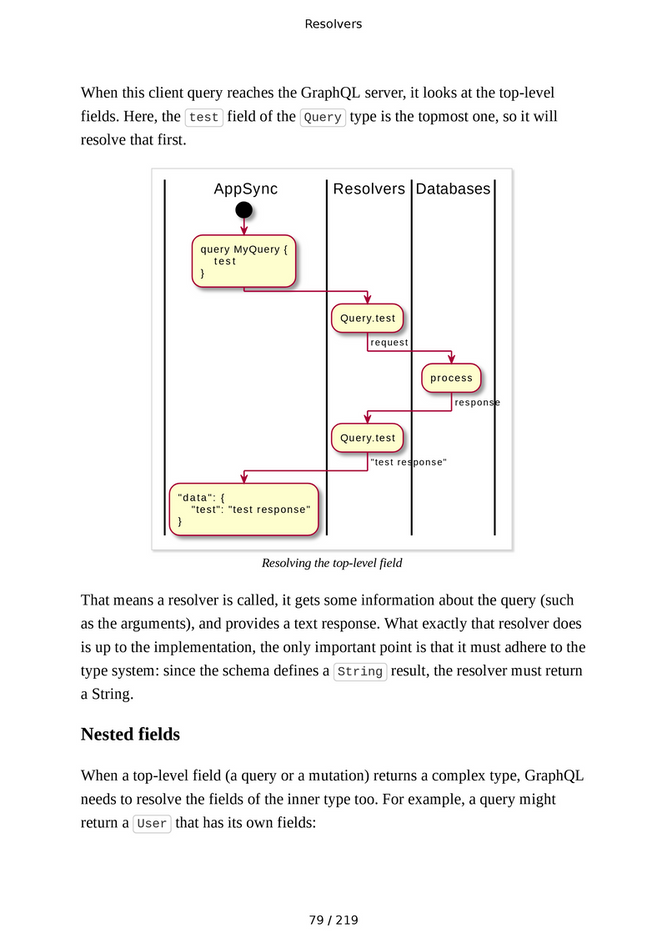 Resolvers
When this client query reaches the GraphQL server, it looks at the top-level
fields. Here, the test field of the Query type is the topmost one, so it will
resolve that first.
AppSync Resolvers Databases
query MyQuery {
test
}
Query.test
request
process
response
Query.test
"test response"
"data": {
"test": "test response"
}
Resolving the top-level field
That means a resolver is called, it gets some information about the query (such
as the arguments), and provides a text response. What exactly that resolver does
is up to the implementation, the only important point is that it must adhere to the
type system: since the schema defines a String result, the resolver must return
a String.
Nested fields
When a top-level field (a query or a mutation) returns a complex type, GraphQL
needs to resolve the fields of the inner type too. For example, a query might
return a User that has its own fields:
79 / 219